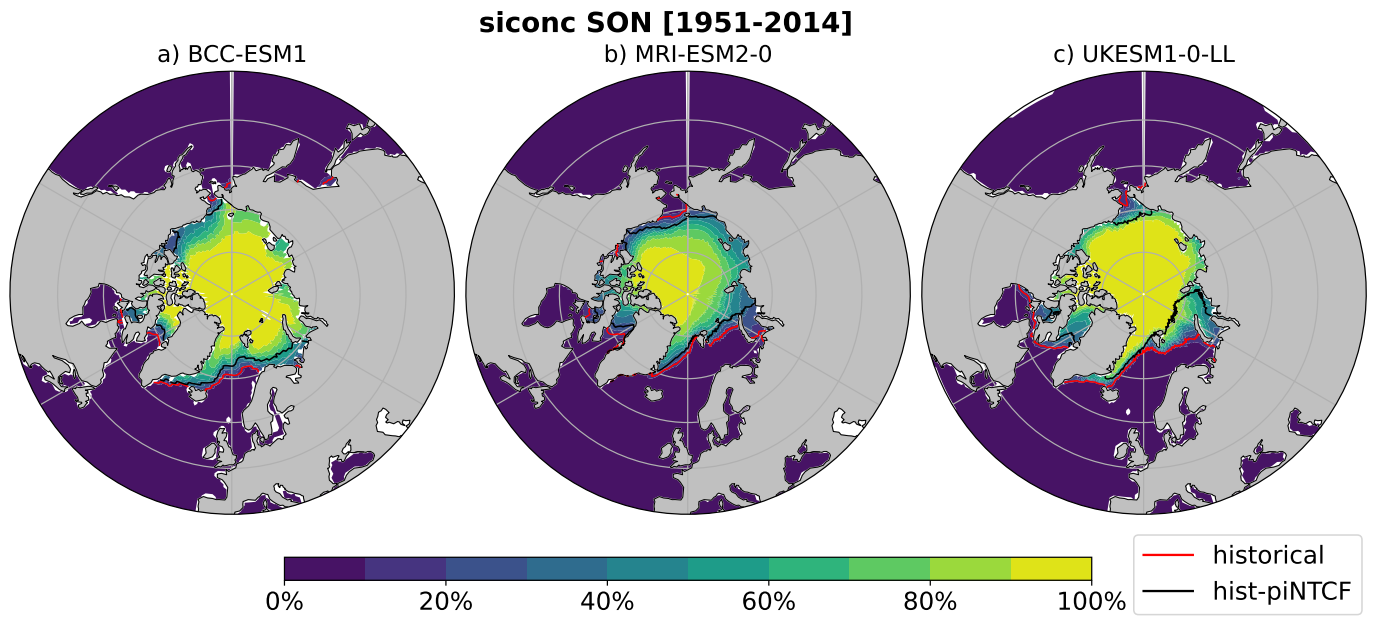 siconc SON [1951-2014]
a) BCC-ESM1
b) MRI-ESM2-0
c) UKESM1-0-LL
0% 20% 40% 60% 80% 100%
historical
hist-piNTCF